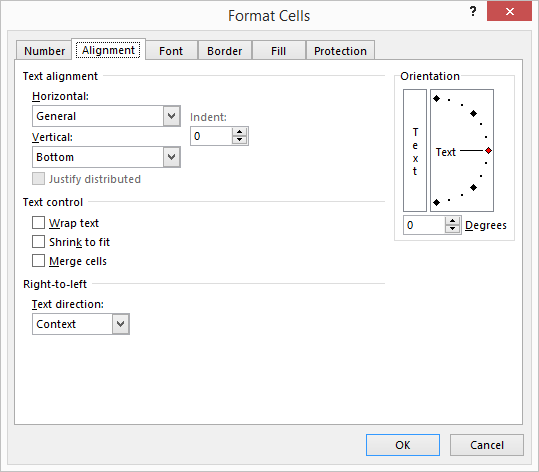 Format Cells
? ×
Number Alignment Font Border Fill Protection
Text alignment
Horizontal:
General
Indent:
0
Vertical:
Bottom
Justify distributed
Text control
Wrap text
Shrink to fit
Merge cells
Right-to-left
Text direction:
Context
Orientation
T
e
x
t
Text
0 Degrees
OK Cancel